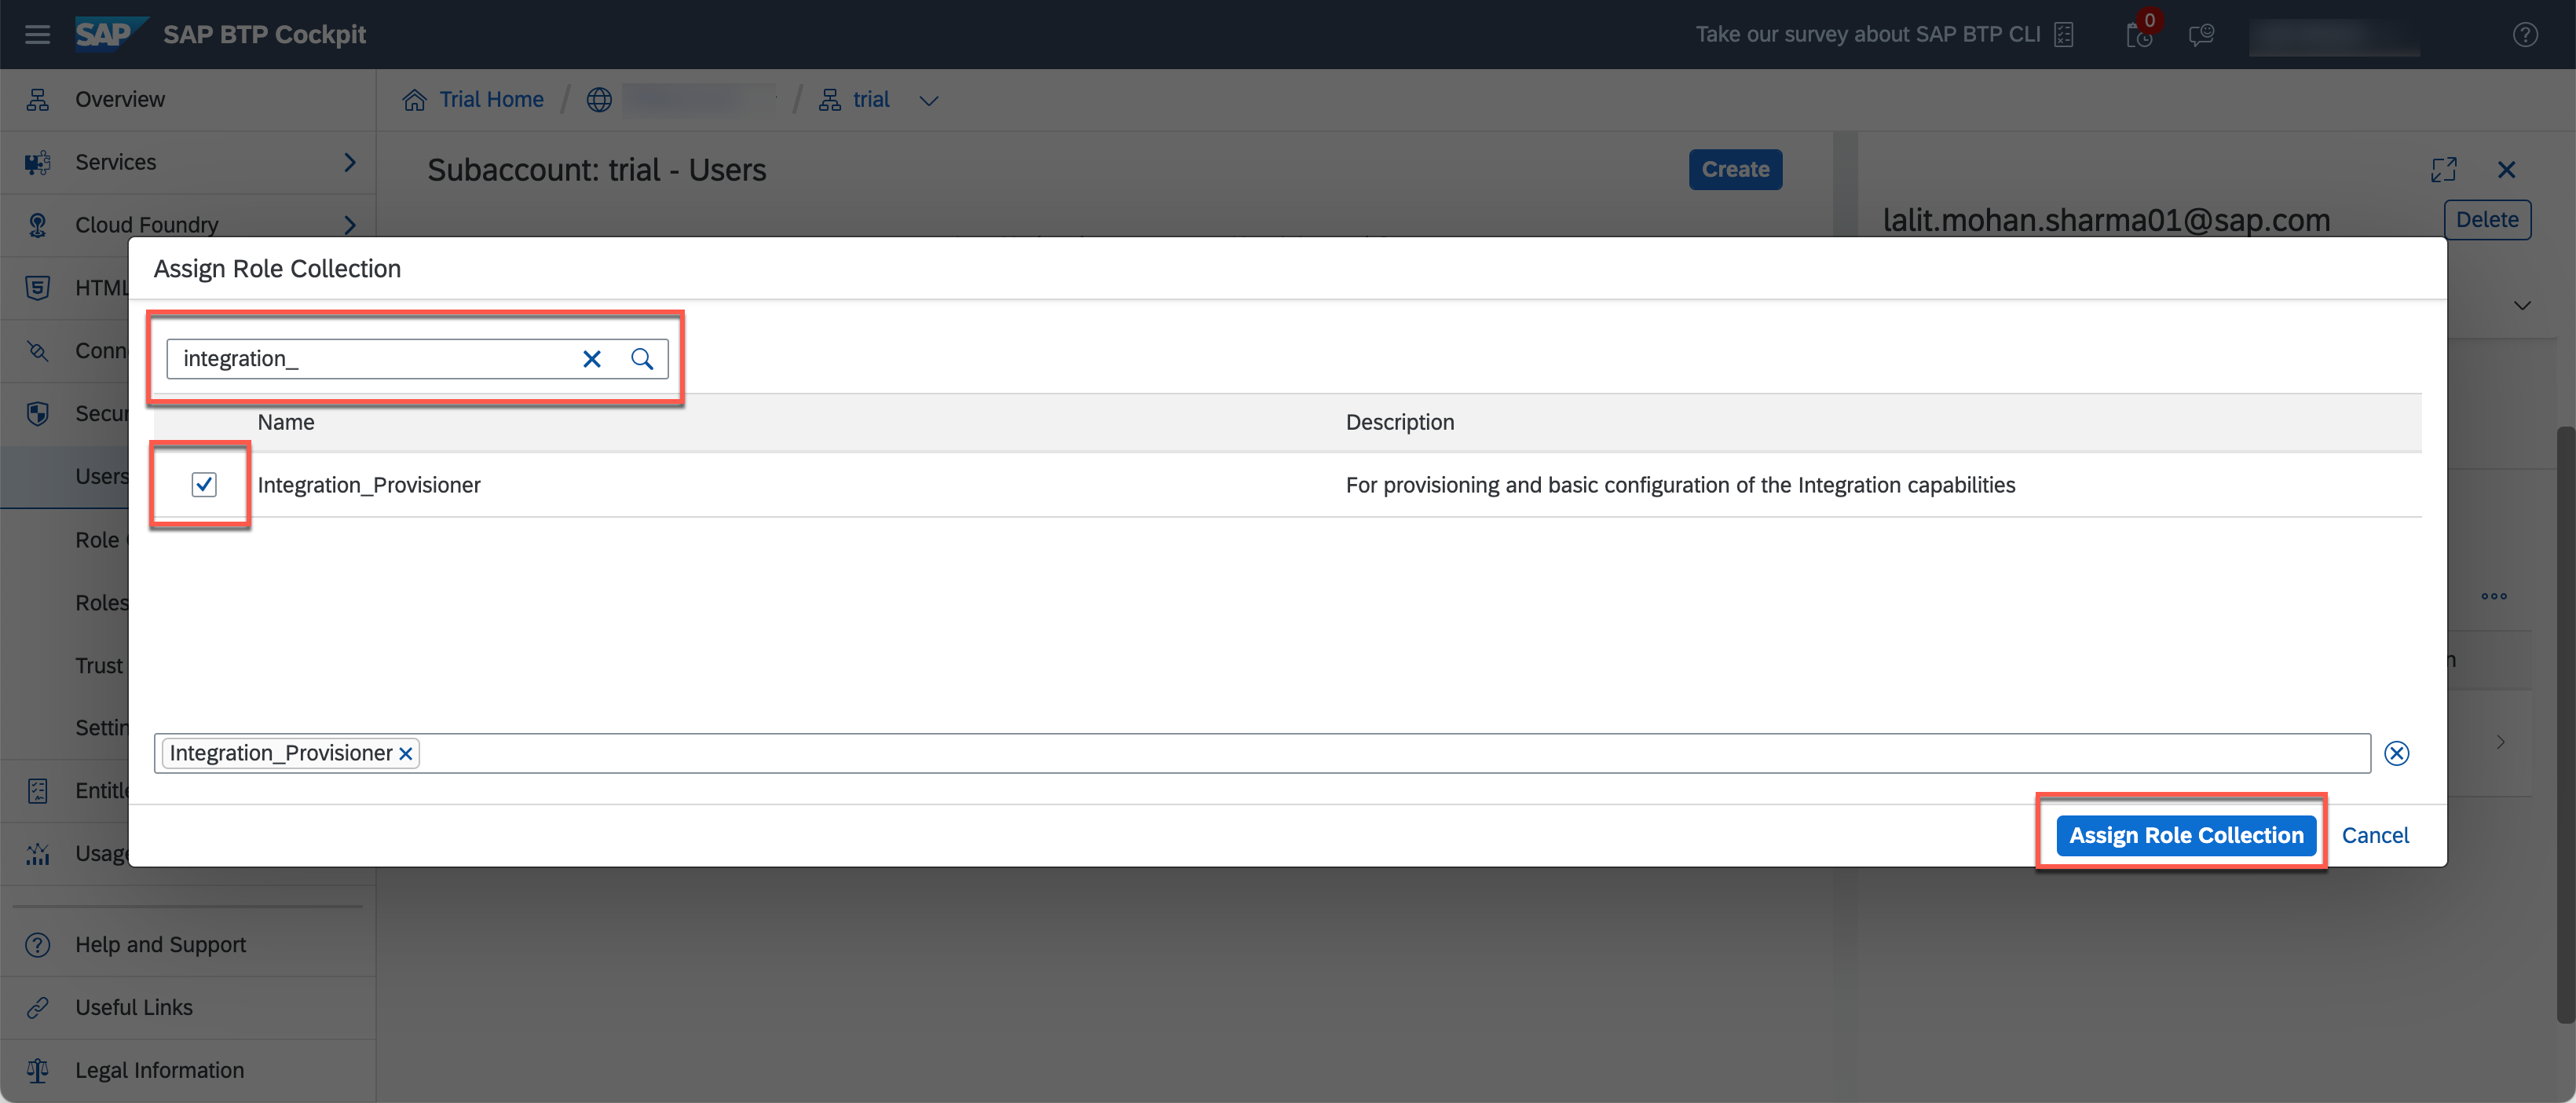 SAP SAP BTP Cockpit
Take our survey about SAP BTP CLI
0
Overview
Trial Home / / trial
Services
Subaccount: trial - Users
Create
Cloud Foundry
lalit.mohan.sharma01@sap.com
Delete
Assign Role Collection
HTML
integration_
Conn
Secur
Name Description
Users
Integration_Provisioner For provisioning and basic configuration of the Integration capabilities
Role
Roles
Trust
Settin
Integration_Provisioner
Entitle
Assign Role Collection Cancel
Usage
Help and Support
Useful Links
Legal Information